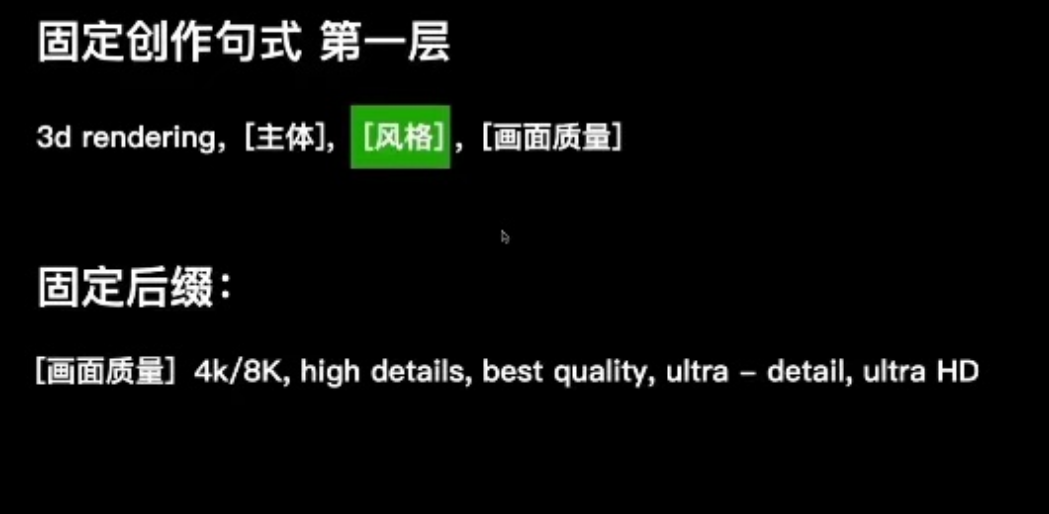 固定创作句式 第一层
3d rendering, [主体], [风格], [画面质量]
固定后缀：
[画面质量] 4k/8K, high details, best quality, ultra – detail, ultra HD